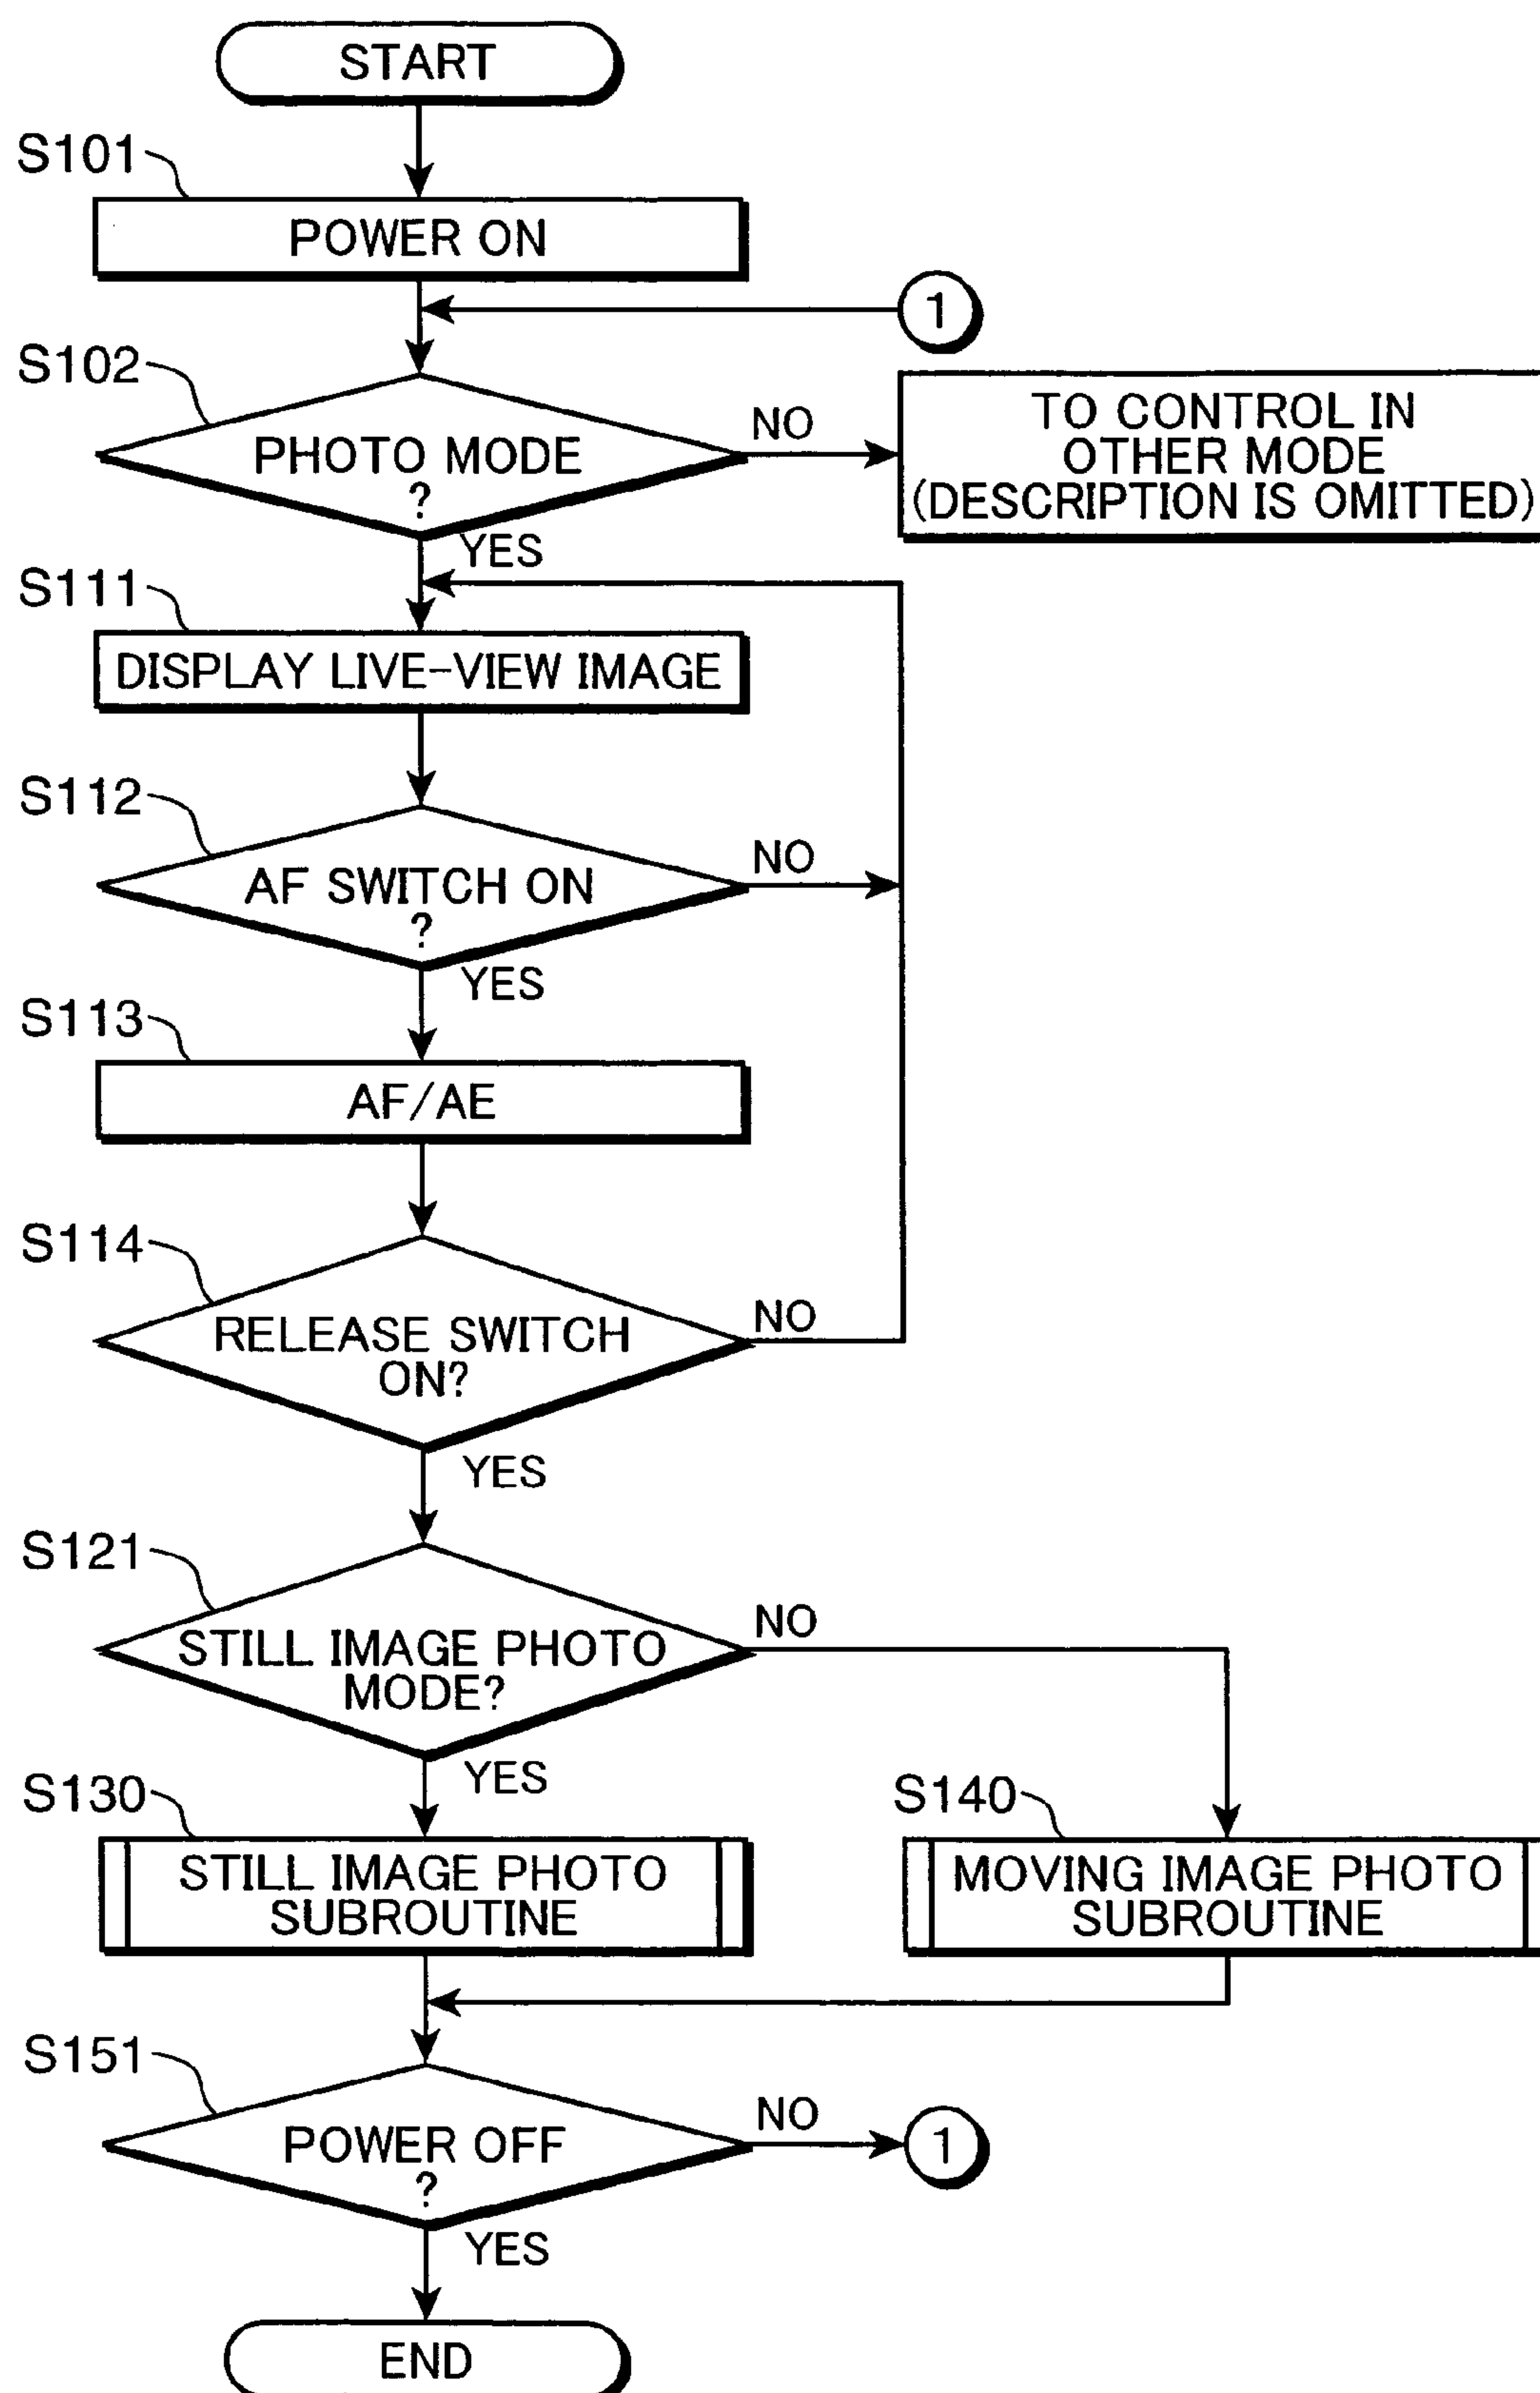 START
S101
POWER ON
1
S102
PHOTO MODE
?
NO
TO CONTROL IN
OTHER MODE
(DESCRIPTION IS OMITTED)
YES
S111
DISPLAY LIVE-VIEW IMAGE
S112
AF SWITCH ON
?
NO
YES
S113
AF/AE
S114
RELEASE SWITCH
ON?
NO
YES
S121
STILL IMAGE PHOTO
MODE?
NO
YES
S130
STILL IMAGE PHOTO
SUBROUTINE
S140
MOVING IMAGE PHOTO
SUBROUTINE
S151
POWER OFF
?
NO
1
YES
END